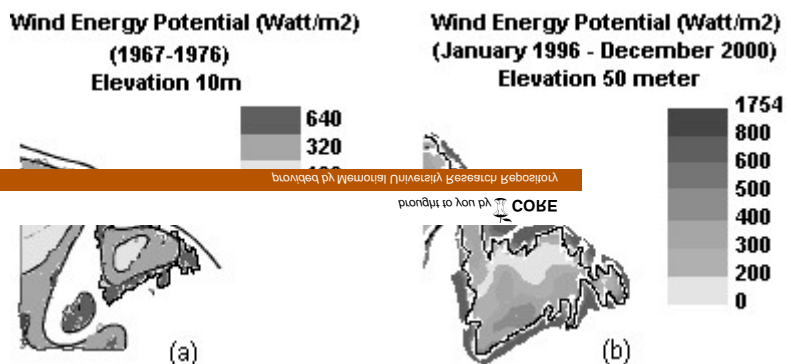 Wind Energy Potential (Watt/m2)
(1967-1976)
Elevation 10m
640
320
(a)
Wind Energy Potential (Watt/m2)
(January 1996 - December 2000)
Elevation 50 meter
1754
800
600
500
400
300
200
0
(b)
provided by Memorial University Research Repository
brought to you by CORE